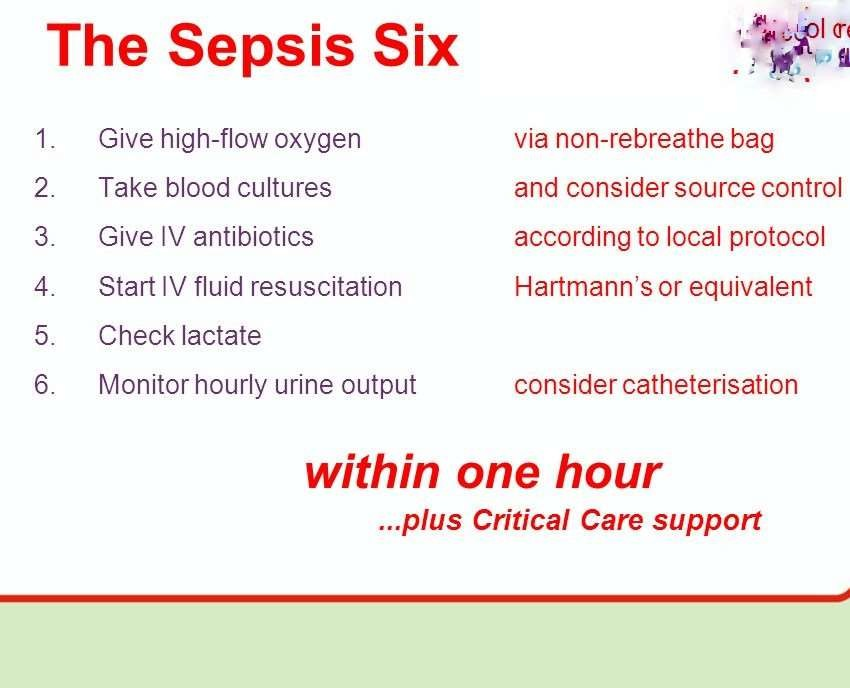 The Sepsis Six
1. Give high-flow oxygen via non-rebreathe bag
2. Take blood cultures and consider source control
3. Give IV antibiotics according to local protocol
4. Start IV fluid resuscitation Hartmann’s or equivalent
5. Check lactate
6. Monitor hourly urine output consider catheterisation
within one hour
...plus Critical Care support